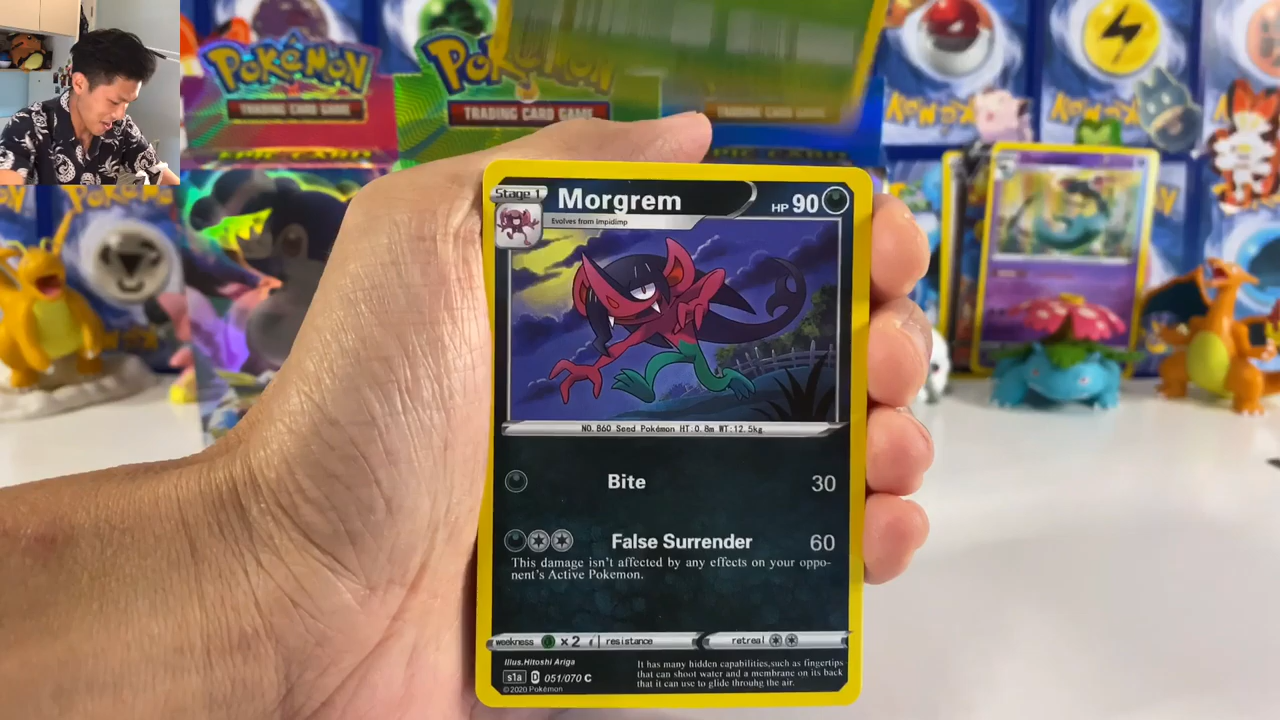 POKÉMON
TRADING CARD GAME
TRADING CARD GAME
Stage 1
Morgrem
HP 90
Evolves from Impidimp
NO. 860 Seed Pokémon HT:0.8m WT:12.5kg
Bite 30
False Surrender 60
This damage isn't affected by any effects on your oppo-
nent's Active Pokemon.
weakness x2 resistance retreal
Illus.Hitoshi Ariga
s1a D 051/070 C
©2020 Pokémon
It has many hidden capabilities,such as fingertips
that can shoot water and a membrane on its back
that it can use to glide throuhg the air.